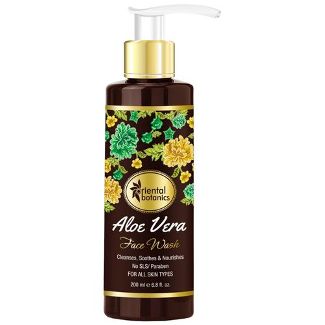 oriental
botanics
Aloe Vera
Face Wash
Cleanses, Soothes & Nourishes
No SLS/ Paraben
FOR ALL SKIN TYPES
200 ml e 6.8 fl. oz.